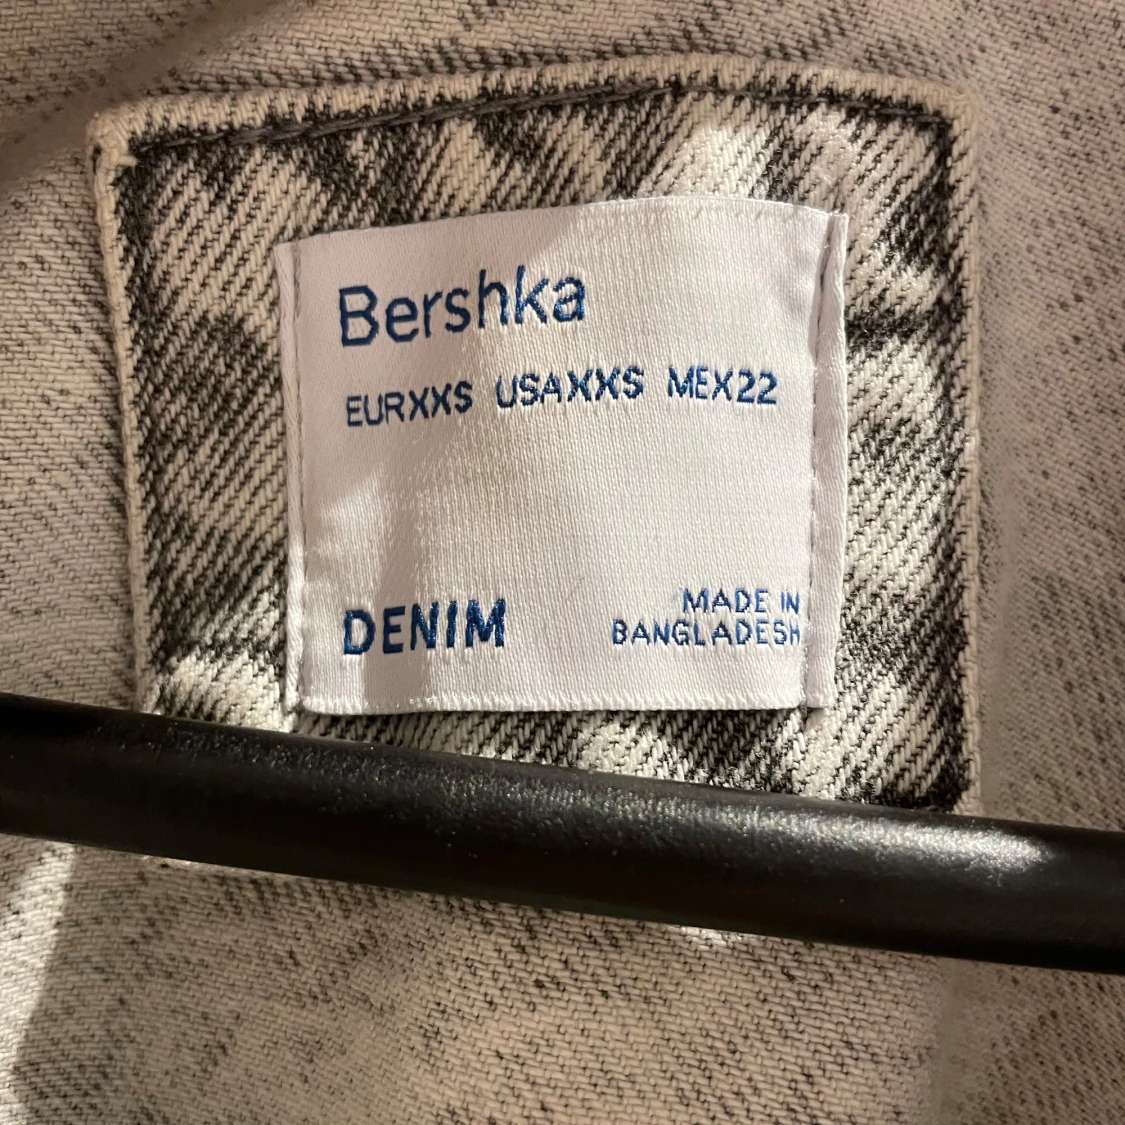 Bershka
EURXXS USAXXS MEX22
DENIM
MADE IN
BANGLADESH